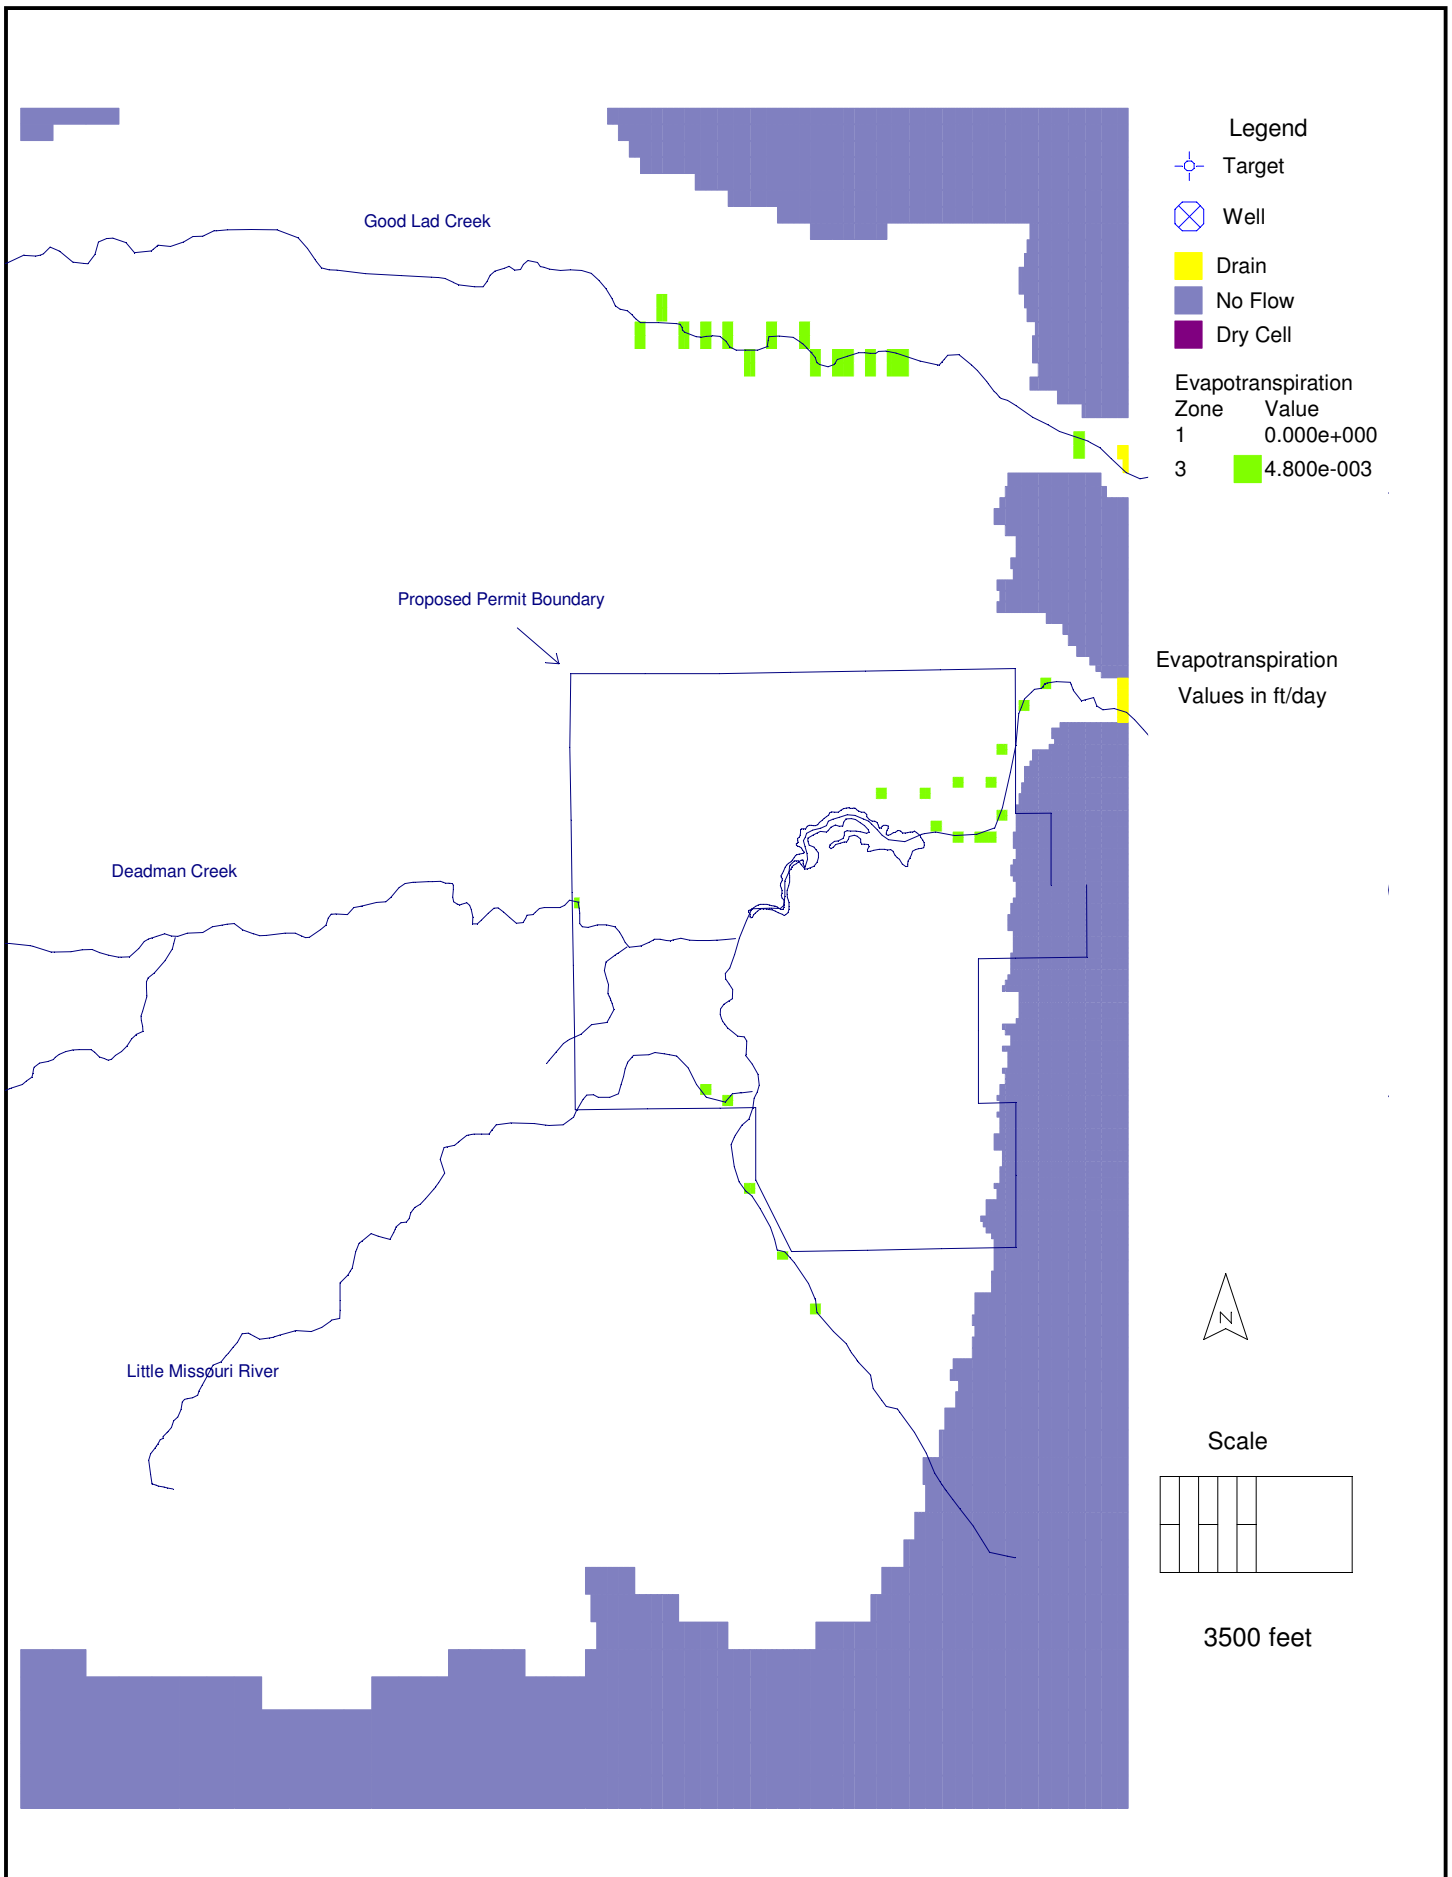 Legend
Target
Well
Drain
No Flow
Dry Cell
Evapotranspiration
Zone Value
1 0.000e+000
3 4.800e-003
Good Lad Creek
Proposed Permit Boundary
Evapotranspiration
Values in ft/day
Deadman Creek
Little Missouri River
N
Scale
3500 feet